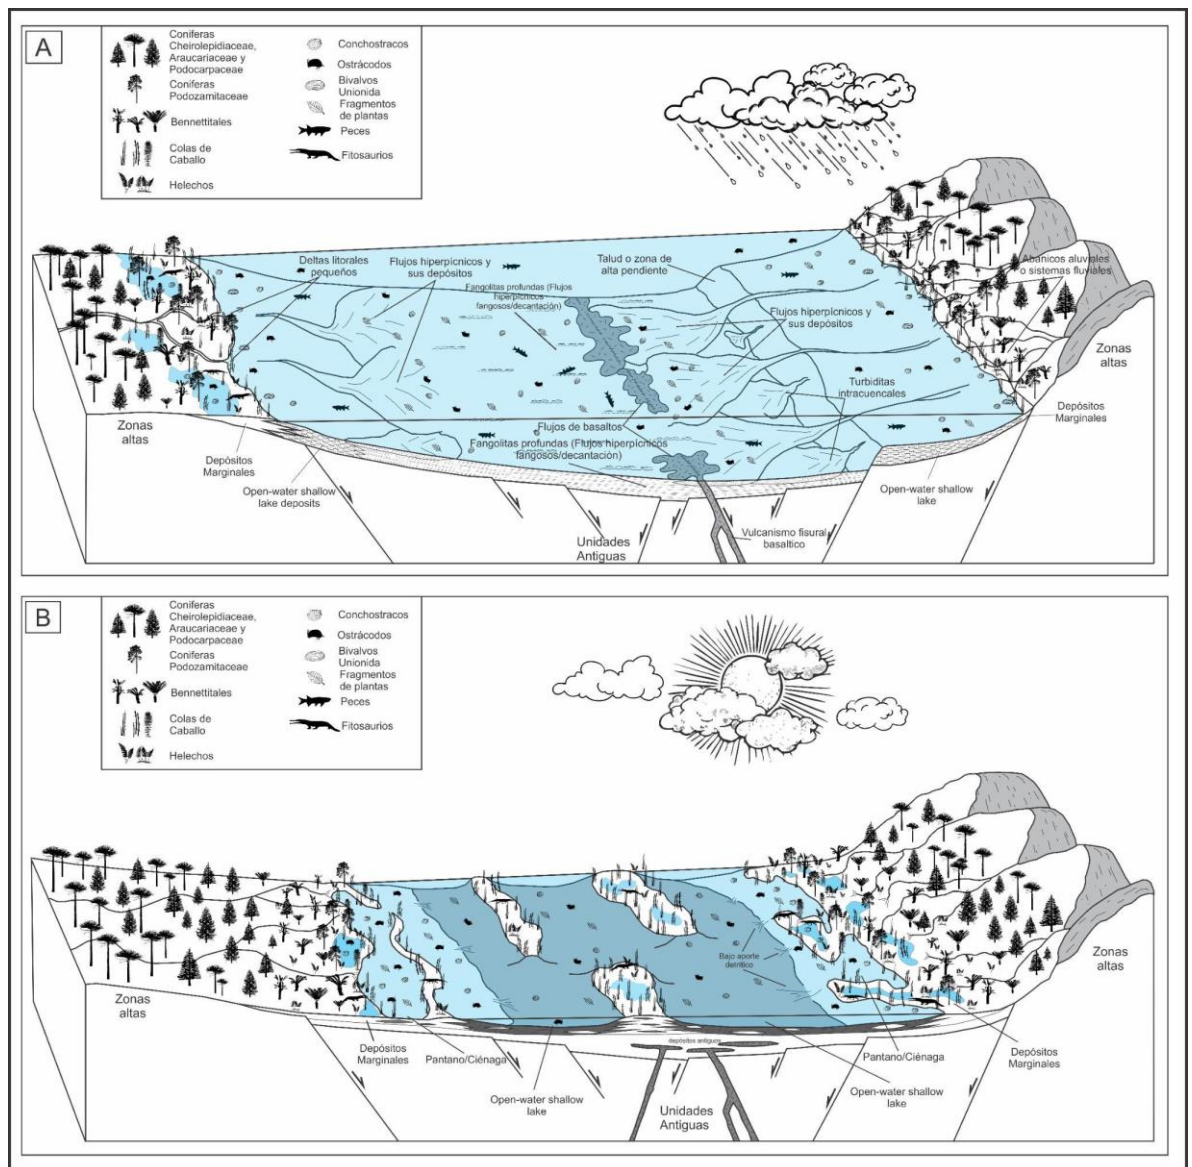 A
Coniferas
Cheirolepidiaceae,
Araucariaceae y
Podocarpaceae
Coniferas
Podozamitaceae
Bennettitales
Colas de
Caballo
Helechos
Conchostracos
Ostrácodos
Bivalvos
Unionida
Fragmentos
de plantas
Peces
Fitosaurios
Deltas litorales
pequeños
Flujos hiperpícnicos y
sus depósitos
Talud o zona de
alta pendiente
Abanicos aluviales
o sistemas fluviales
Fangolitas profundas (Flujos
hiperpícnicos
fangosos/decantación)
Flujos hiperpícnicos y
sus depósitos
Zonas
altas
Turbiditas
intracuencales
Depósitos
Marginales
Zonas
altas
Flujos de basaltos
Fangolitas profundas (Flujos hiperpícnicos
fangosos/decantación)
Depósitos
Marginales
Open-water shallow
lake deposits
Open-water shallow
lake
Unidades
Antiguas
Vulcanismo fisural
basaltico
B
Coniferas
Cheirolepidiaceae,
Araucariaceae y
Podocarpaceae
Coniferas
Podozamitaceae
Bennettitales
Colas de
Caballo
Helechos
Conchostracos
Ostrácodos
Bivalvos
Unionida
Fragmentos
de plantas
Peces
Fitosaurios
Bajo aporte
detrítico
Zonas
altas
Zonas
altas
Depósitos
Marginales
Pantano/Ciénaga
depósitos antiguos
Pantano/Ciénaga
Depósitos
Marginales
Open-water shallow
lake
Open-water shallow
lake
Unidades
Antiguas